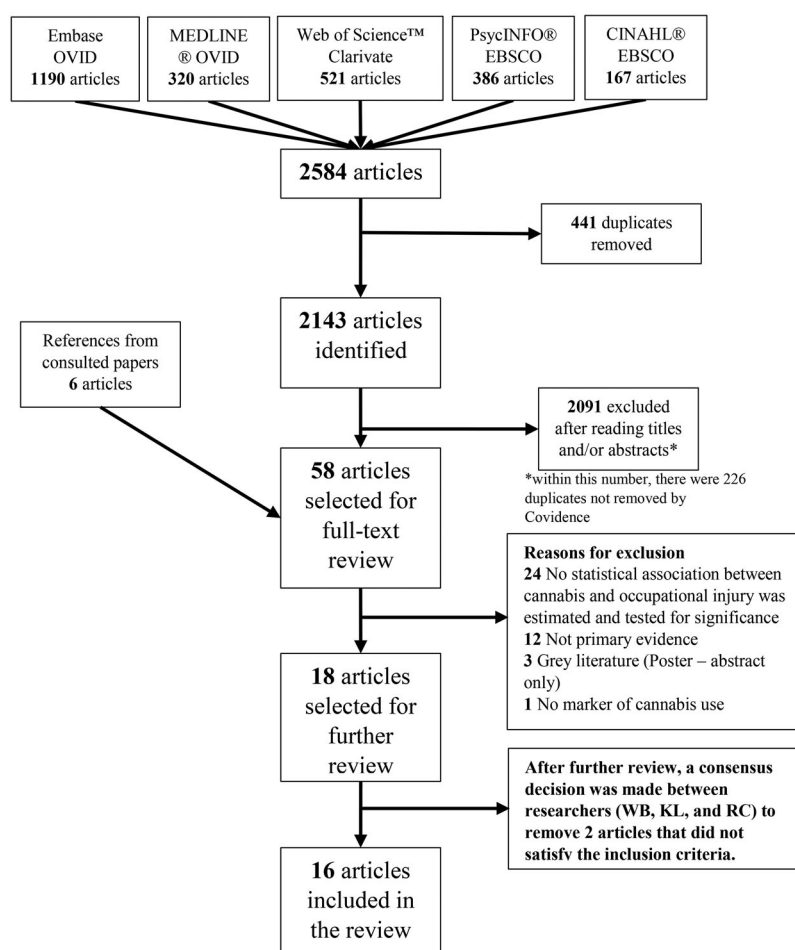 Embase
OVID
1190 articles
MEDLINE
® OVID
320 articles
Web of Science™
Clarivate
521 articles
PsycINFO®
EBSCO
386 articles
CINAHL®
EBSCO
167 articles
2584 articles
441 duplicates
removed
2143 articles
identified
References from
consulted papers
6 articles
2091 excluded
after reading titles
and/or abstracts*
*within this number, there were 226
duplicates not removed by
Covidence
58 articles
selected for
full-text
review
Reasons for exclusion
24 No statistical association between
cannabis and occupational injury was
estimated and tested for significance
12 Not primary evidence
3 Grey literature (Poster – abstract
only)
1 No marker of cannabis use
18 articles
selected for
further
review
After further review, a consensus
decision was made between
researchers (WB, KL, and RC) to
remove 2 articles that did not
satisfy the inclusion criteria.
16 articles
included in
the review